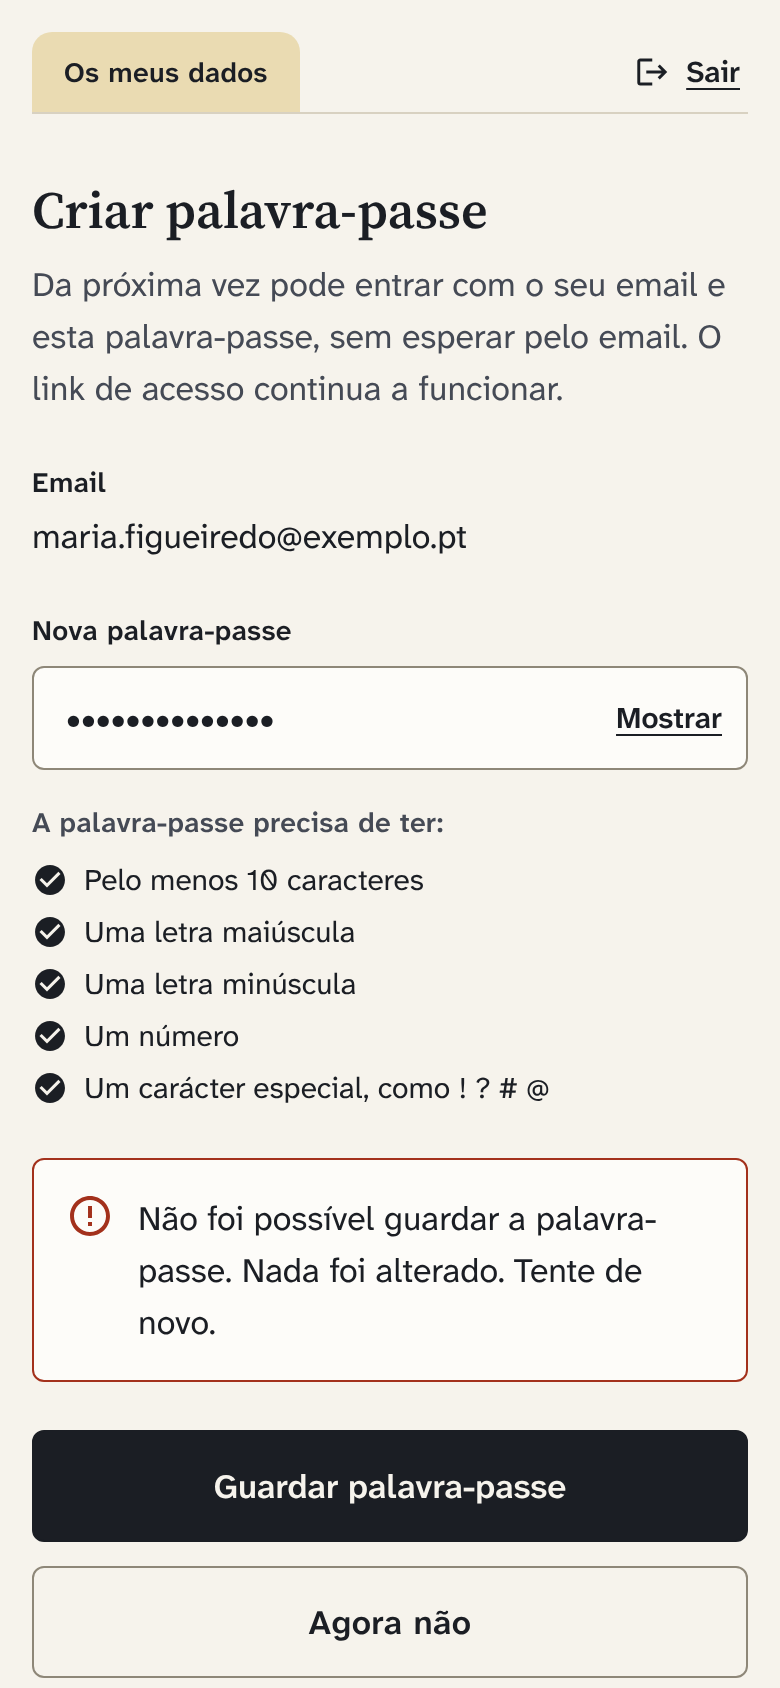 Os meus dados
Sair
Criar palavra-passe
Da próxima vez pode entrar com o seu email e
esta palavra-passe, sem esperar pelo email. O
link de acesso continua a funcionar.
Email
maria.figueiredo@exemplo.pt
Nova palavra-passe
••••••••••••••
Mostrar
A palavra-passe precisa de ter:
Pelo menos 10 caracteres
Uma letra maiúscula
Uma letra minúscula
Um número
Um carácter especial, como ! ? # @
Não foi possível guardar a palavra-
passe. Nada foi alterado. Tente de
novo.
Guardar palavra-passe
Agora não